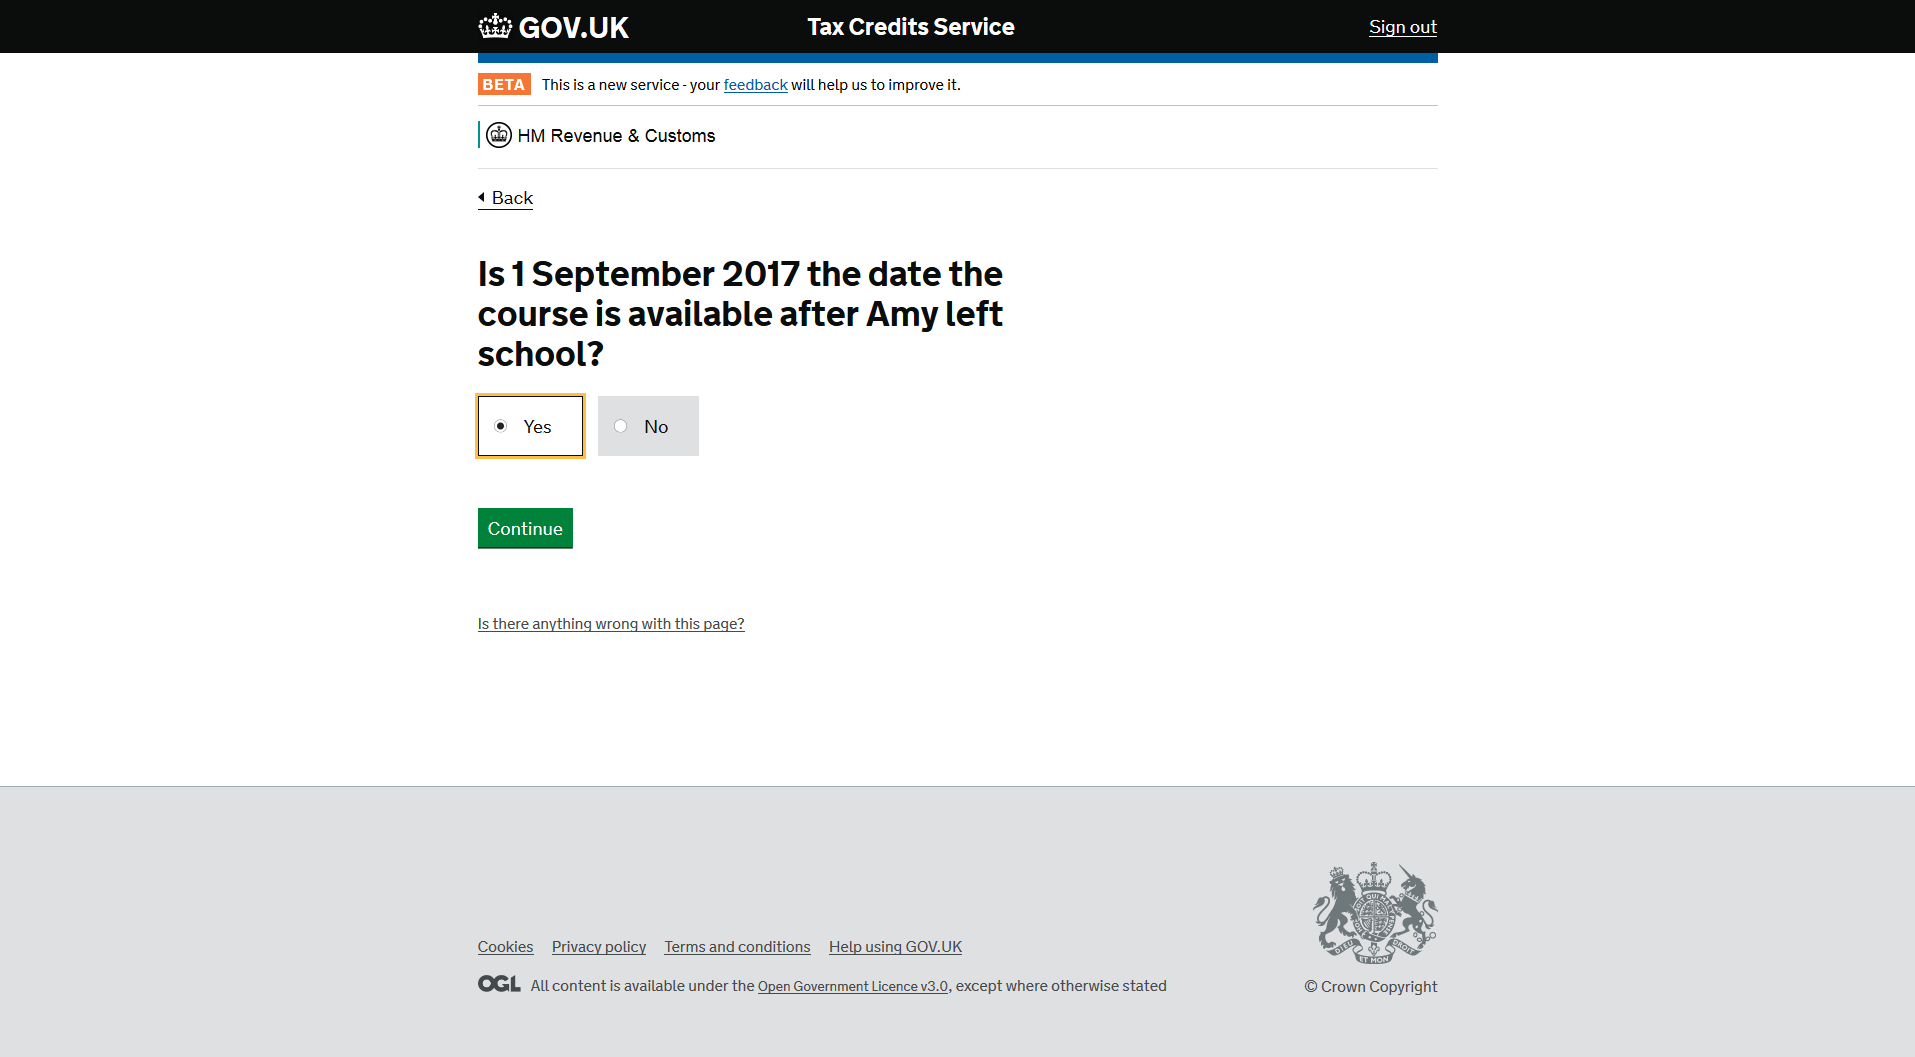 GOV.UK Tax Credits Service Sign out
BETA This is a new service - your feedback will help us to improve it.
HM Revenue & Customs
Back
Is 1 September 2017 the date the
course is available after Amy left
school?
Yes No
Continue
Is there anything wrong with this page?
Cookies Privacy policy Terms and conditions Help using GOV.UK
OGL All content is available under the Open Government Licence v3.0, except where otherwise stated
DIEU ET MON DROIT
© Crown Copyright